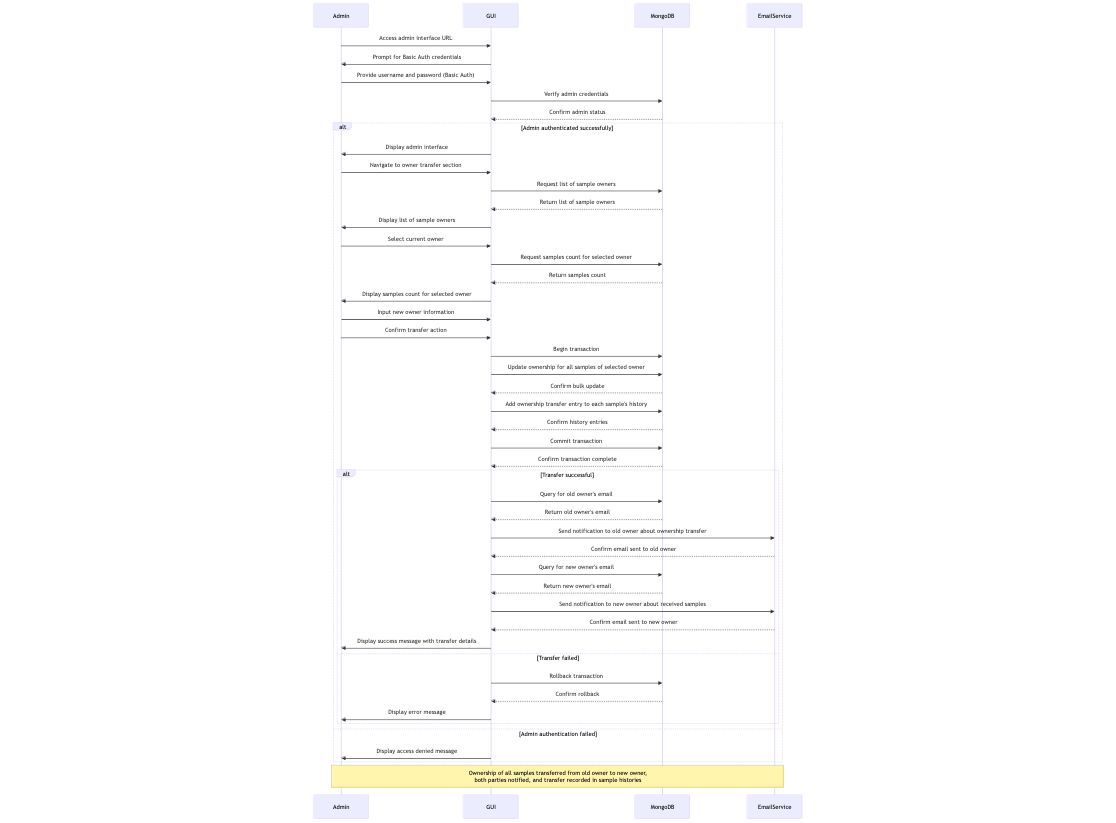 Admin
GUI
MongoDB
EmailService
Access admin interface URL
Prompt for Basic Auth credentials
Provide username and password (Basic Auth)
Verify admin credentials
Confirm admin status
alt
[Admin authenticated successfully]
Display admin interface
Navigate to owner transfer section
Request list of sample owners
Return list of sample owners
Display list of sample owners
Select current owner
Request samples count for selected owner
Return samples count
Display samples count for selected owner
Input new owner information
Confirm transfer action
Begin transaction
Update ownership for all samples of selected owner
Confirm bulk update
Add ownership transfer entry to each sample's history
Confirm history entries
Commit transaction
Confirm transaction complete
alt
[Transfer successful]
Query for old owner's email
Return old owner's email
Send notification to old owner about ownership transfer
Confirm email sent to old owner
Query for new owner's email
Return new owner's email
Send notification to new owner about received samples
Confirm email sent to new owner
Display success message with transfer details
[Transfer failed]
Rollback transaction
Confirm rollback
Display error message
[Admin authentication failed]
Display access denied message
Ownership of all samples transferred from old owner to new owner,
both parties notified, and transfer recorded in sample histories
Admin
GUI
MongoDB
EmailService